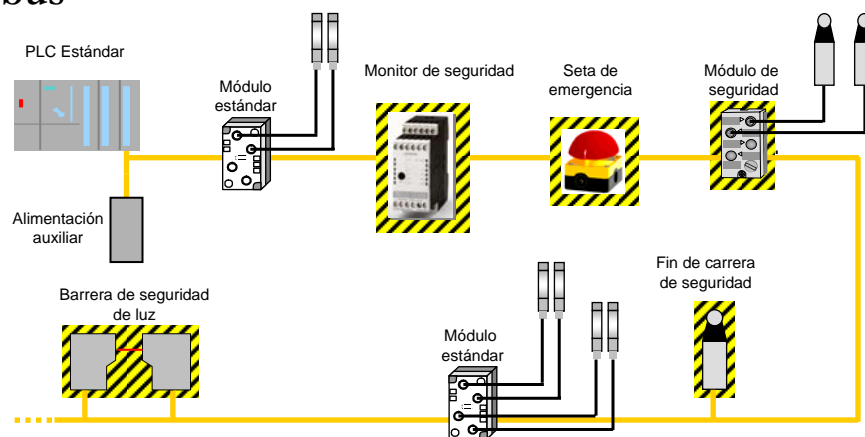 bus
PLC Estándar
Módulo
estándar
Monitor de seguridad
Seta de
emergencia
Módulo de
seguridad
Alimentación
auxiliar
Barrera de seguridad
de luz
Módulo
estándar
Fin de carrera
de seguridad